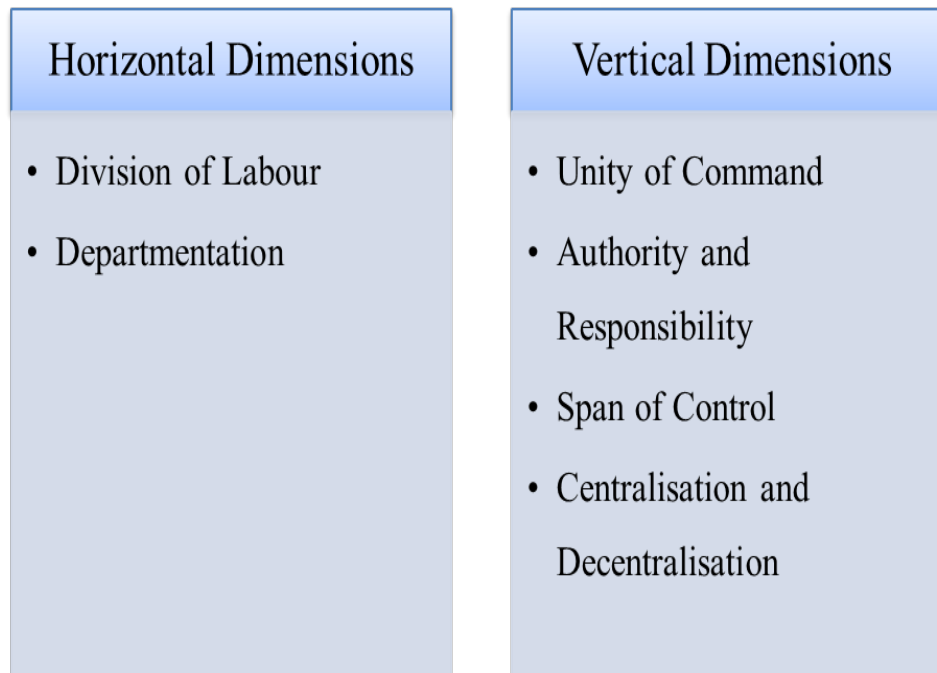 Horizontal Dimensions
• Division of Labour
• Departmentation
Vertical Dimensions
• Unity of Command
• Authority and
Responsibility
• Span of Control
• Centralisation and
Decentralisation